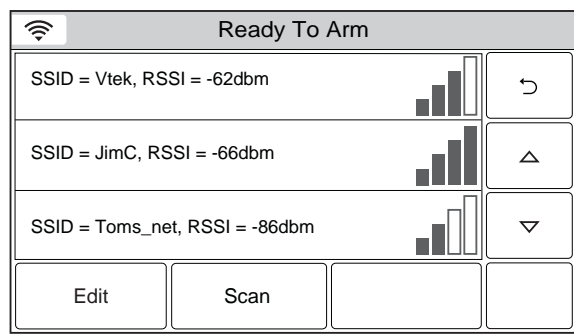 Ready To Arm
SSID = Vtek, RSSI = -62dbm
SSID = JimC, RSSI = -66dbm
SSID = Toms_net, RSSI = -86dbm
Edit
Scan